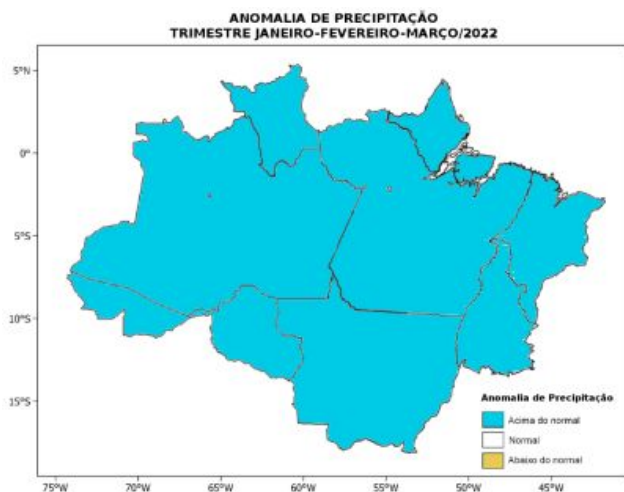 ANOMALIA DE PRECIPITAÇÃO
TRIMESTRE JANEIRO-FEVEREIRO-MARÇO/2022
5°N
0°
5°S
10°S
15°S
75°W 70°W 65°W 60°W 55°W 50°W 45°W
Anomalia de Precipitação
Acima do normal
Normal
Abaixo do normal